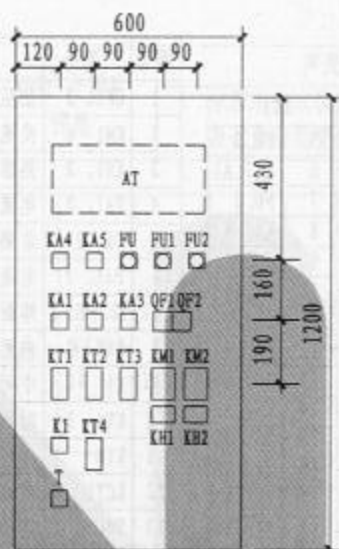 600
120 90 90 90 90
AT
430
KA4 KA5 FU FU1 FU2
160
KA1 KA2 KA3 QF1 QF2
1200
190
KT1 KT2 KT3 KM1 KM2
K1 KT4 KH1 KH2
T